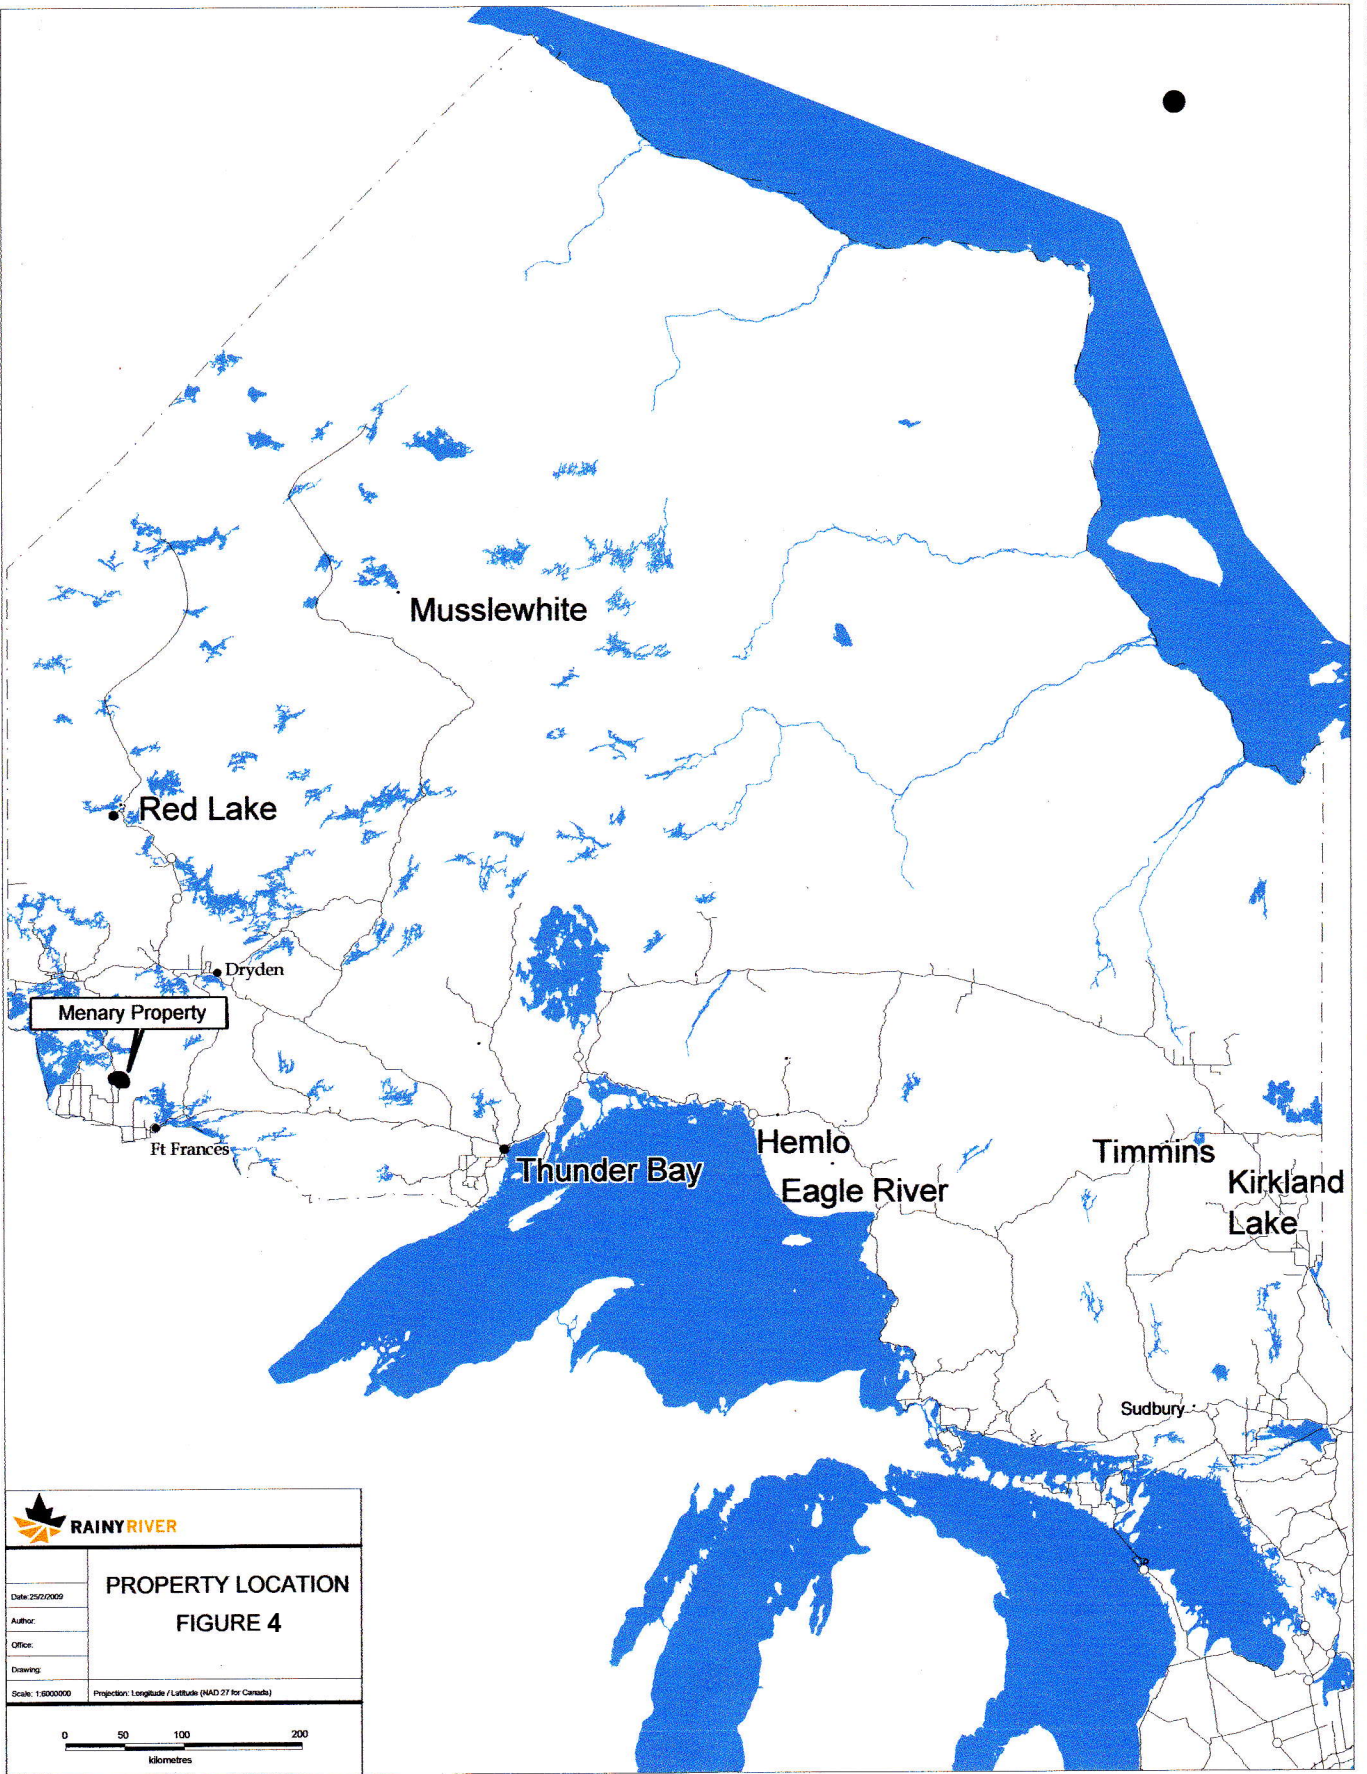 Musslewhite
Red Lake
Dryden
Menary Property
Ft Frances
Thunder Bay
Hemlo
Eagle River
Timmins
Kirkland
Lake
Sudbury
RAINYRIVER
PROPERTY LOCATION
FIGURE 4
Date:25/2/2009
Author:
Office:
Drawing:
Scale: 1:6000000
Projection: Longitude / Latitude (NAD 27 for Canada)
0 50 100 200
kilometres